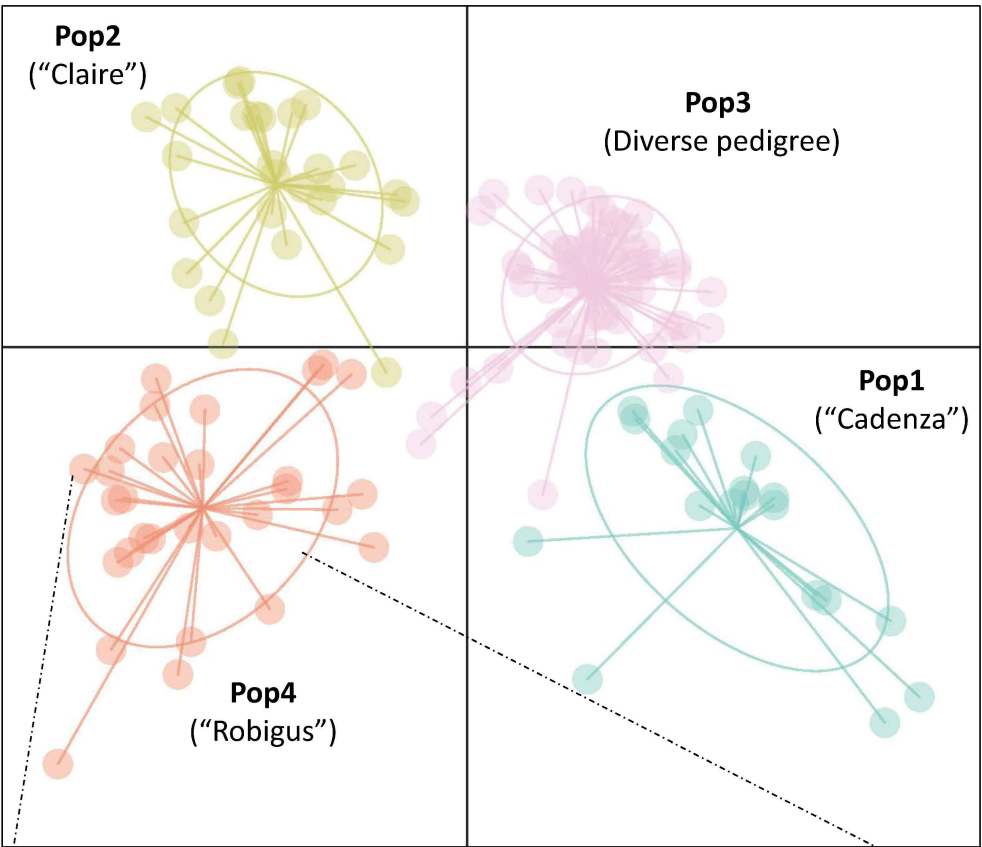 Pop2
(“Claire”)
Pop3
(Diverse pedigree)
Pop1
(“Cadenza”)
Pop4
(“Robigus”)